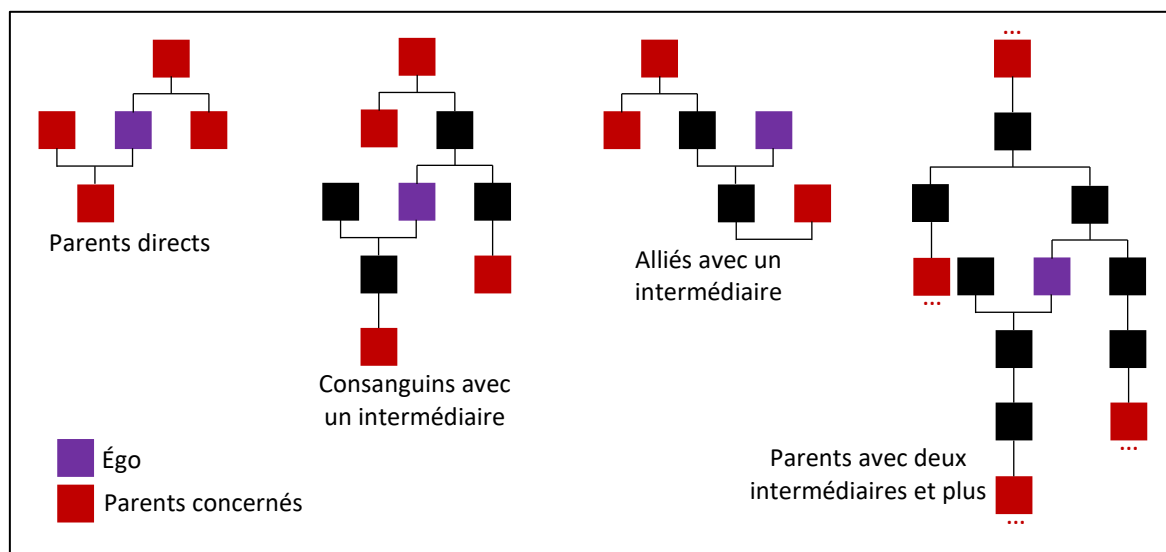 ...
Parents directs
Alliés avec un
intermédiaire
...
Consanguins avec
un intermédiaire
...
Égo
Parents concernés
Parents avec deux
intermédiaires et plus
...